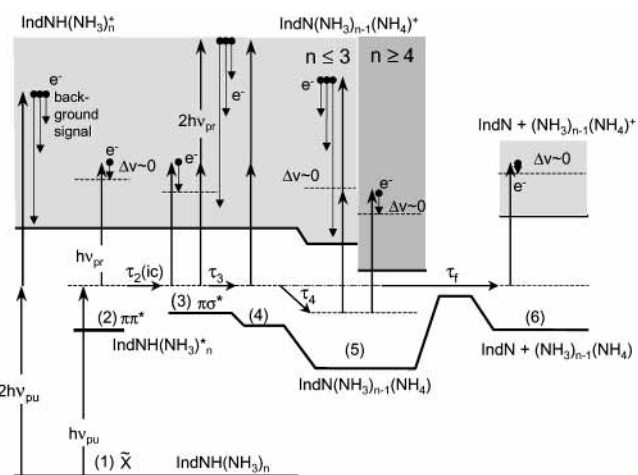 IndNH(NH₃)ₙ⁺
IndN(NH₃)ₙ₋₁(NH₄)⁺
n ≤ 3
n ≥ 4
e⁻
back-
ground
signal
e⁻
2hνpr
e⁻
IndN + (NH₃)ₙ₋₁(NH₄)⁺
e⁻
Δv~0
e⁻
Δv~0
e⁻
Δv~0
Δv~0
e⁻
hνpr
τ₂(ic)
τ₃
τ₄
τf
(3) πσ*
(2) ππ*
(4)
(5)
(6)
IndNH(NH₃)*ₙ
IndN(NH₃)ₙ₋₁(NH₄)
IndN + (NH₃)ₙ₋₁(NH₄)
2hνpu
hνpu
(1) X̃
IndNH(NH₃)ₙ